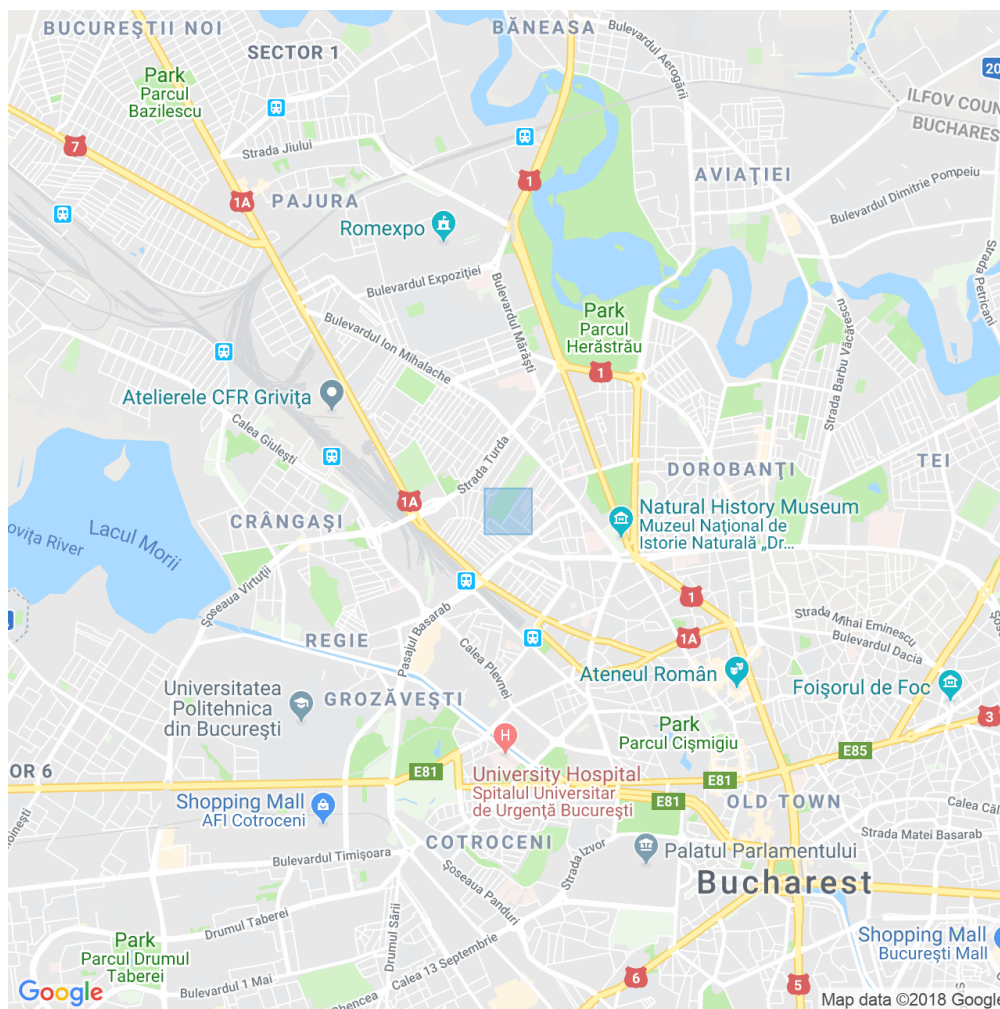 BUCUREȘTII NOI
BĂNEASA
SECTOR 1
Bulevardul Aerogării
20
Park
Parcul
Bazilescu
ILFOV COUN
BUCHARES
7
Strada Jiului
1
AVIAȚIEI
Bulevardul Dimitrie Pompeiu
1A
PAJURA
Romexpo
Strada Petricani
Bulevardul Expoziției
Bulevardul Mărăști
Park
Parcul
Herăstrău
Bulevardul Ion Mihalache
Strada Barbu Văcărescu
1
Atelierele CFR Grivița
Calea Giulești
Strada Turda
DOROBANȚI
TEI
1A
CRÂNGAȘI
Natural History Museum
Muzeul Național de
Istorie Naturală „Dr...
Lacul Morii
ovița River
Șoseaua Virtuții
1
Strada Mihai Eminescu
Bulevardul Dacia
REGIE
Pasajul Basarab
1A
Calea Plevnei
Ateneul Român
Foișorul de Foc
Universitatea
Politehnica
din București
GROZĂVEȘTI
3
Park
Parcul Cișmigiu
H
E85
OR 6
E81
University Hospital
Spitalul Universitar
de Urgență București
E81
E81
OLD TOWN
Shopping Mall
AFI Cotroceni
Calea Căl
Strada Matei Basarab
COTROCENI
Bulevardul Timișoara
Strada Izvor
Palatul Parlamentului
Șoseaua Panduri
Bucharest
Drumul Taberei
Drumul Sării
Park
Parcul Drumul
Taberei
Calea 13 Septembrie
Shopping Mall
București Mall
6
5
Bulevardul 1 Mai
Google
Map data ©2018 Google